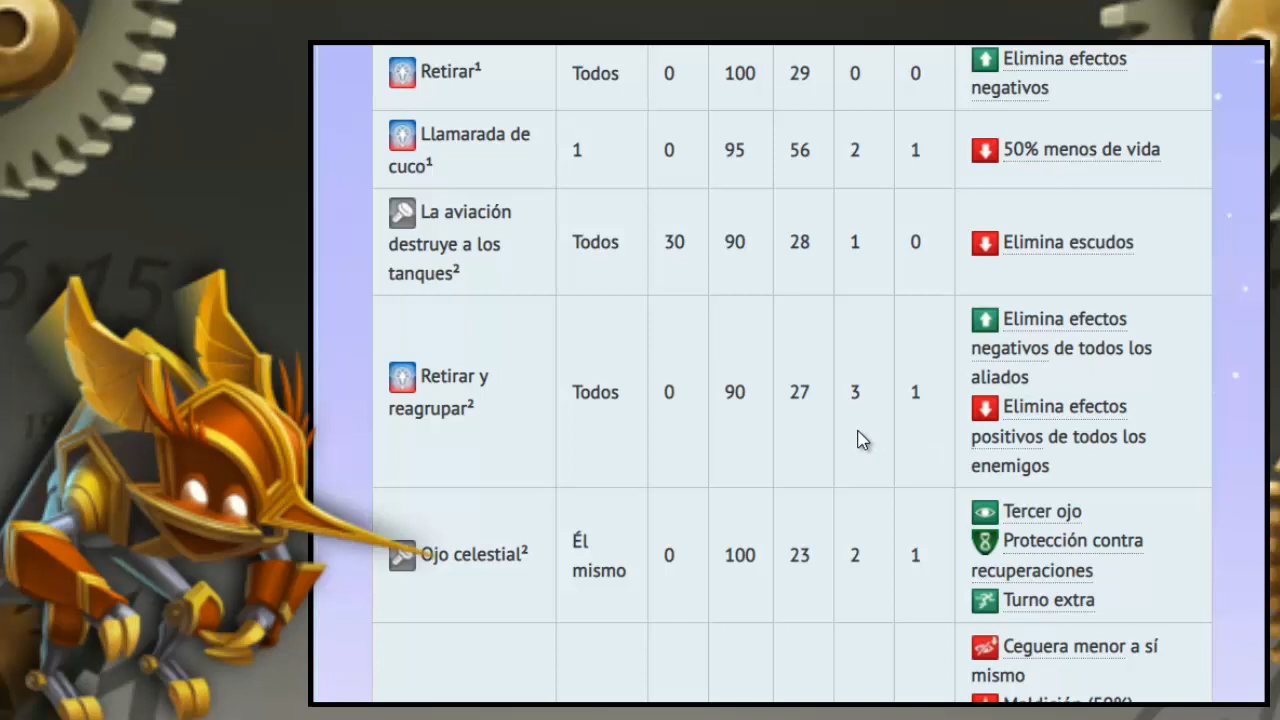 Retirar¹ Todos 0 100 29 0 0 Elimina efectos
negativos
Llamarada de
cuco¹ 1 0 95 56 2 1 50% menos de vida
La aviación
destruye a los
tanques² Todos 30 90 28 1 0 Elimina escudos
Retirar y
reagrupar² Todos 0 90 27 3 1 Elimina efectos
negativos de todos los
aliados
Elimina efectos
positivos de todos los
enemigos
Ojo celestial² Él
mismo 0 100 23 2 1 Tercer ojo
Protección contra
recuperaciones
Turno extra
Ceguera menor a sí
mismo
Maldición (50%)
6 15